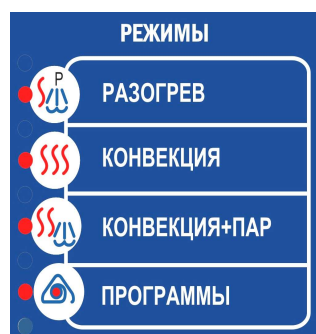 РЕЖИМЫ
Р
РАЗОГРЕВ
КОНВЕКЦИЯ
КОНВЕКЦИЯ+ПАР
ПРОГРАММЫ